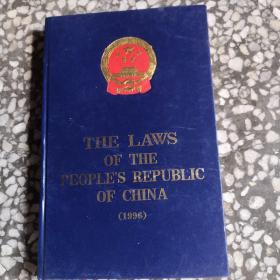 THE LAWS
OF THE
PEOPLE'S REPUBLIC
OF CHINA
(1996)